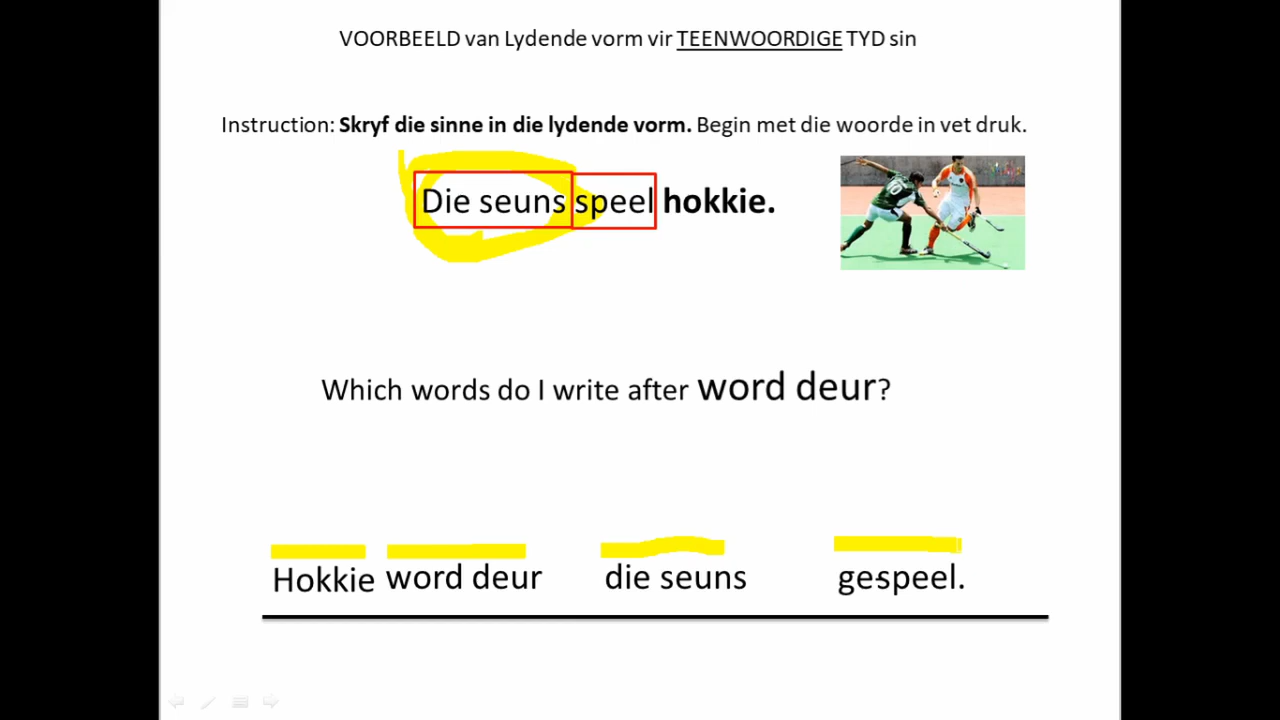 VOORBEELD van Lydende vorm vir TEENWOORDIGE TYD sin
Instruction: Skryf die sinne in die lydende vorm. Begin met die woorde in vet druk.
Die seuns speel hokkie.
Which words do I write after word deur?
Hokkie word deur die seuns gespeel.